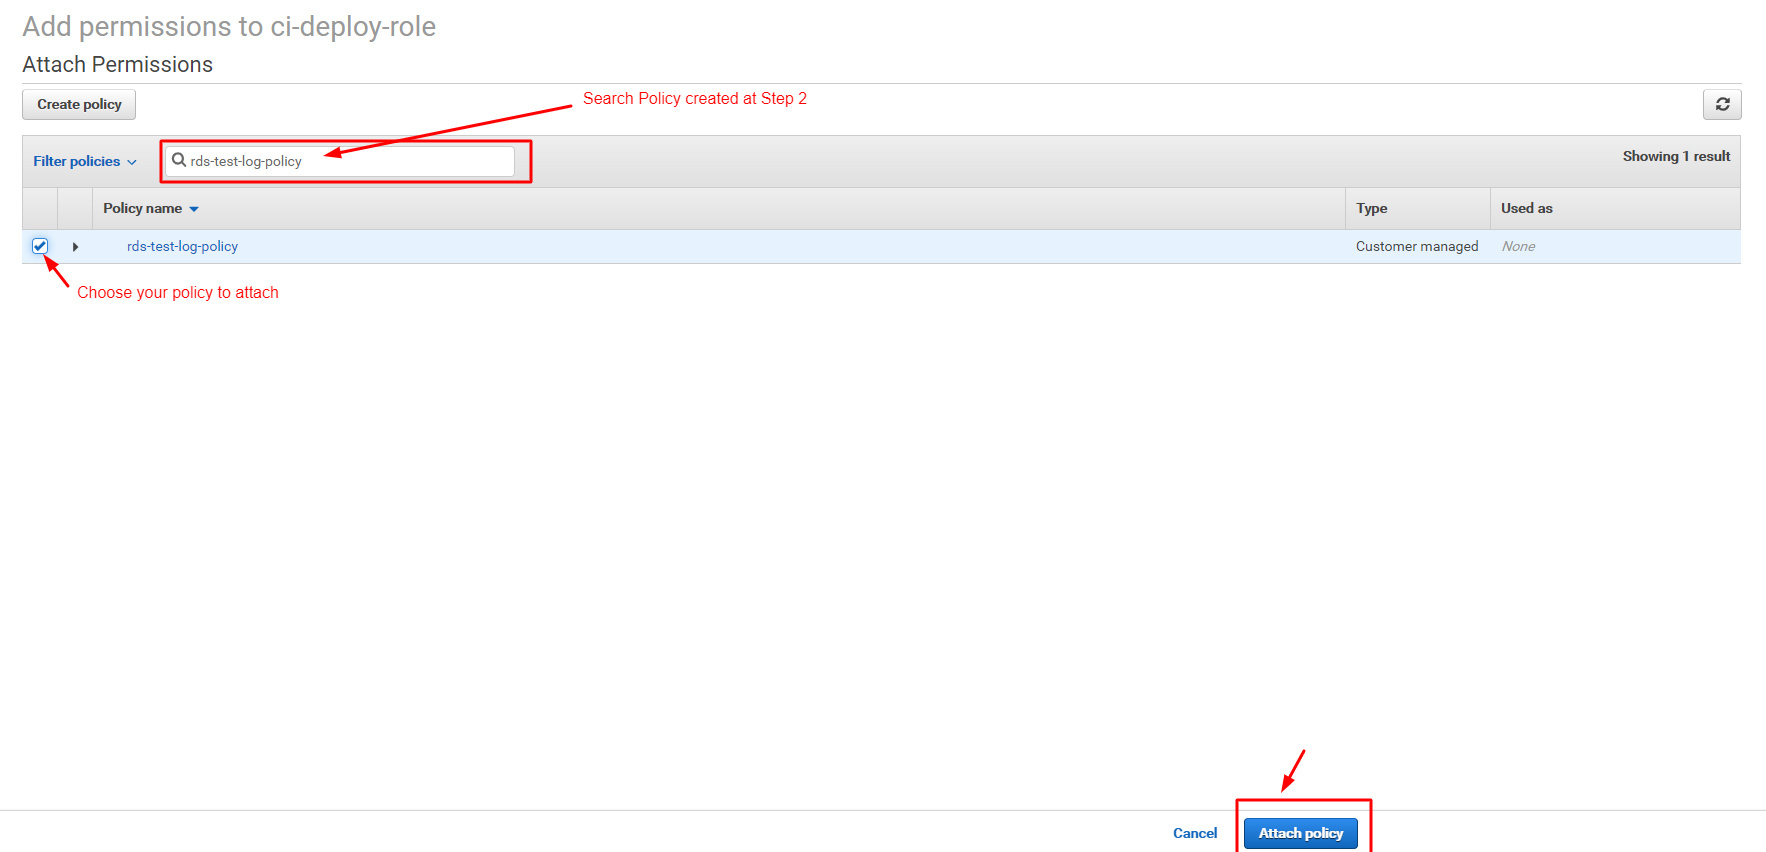 Add permissions to ci-deploy-role
Attach Permissions
Create policy
Search Policy created at Step 2
Filter policies
rds-test-log-policy
Showing 1 result
Policy name
Type
Used as
rds-test-log-policy
Customer managed
None
Choose your policy to attach
Cancel
Attach policy